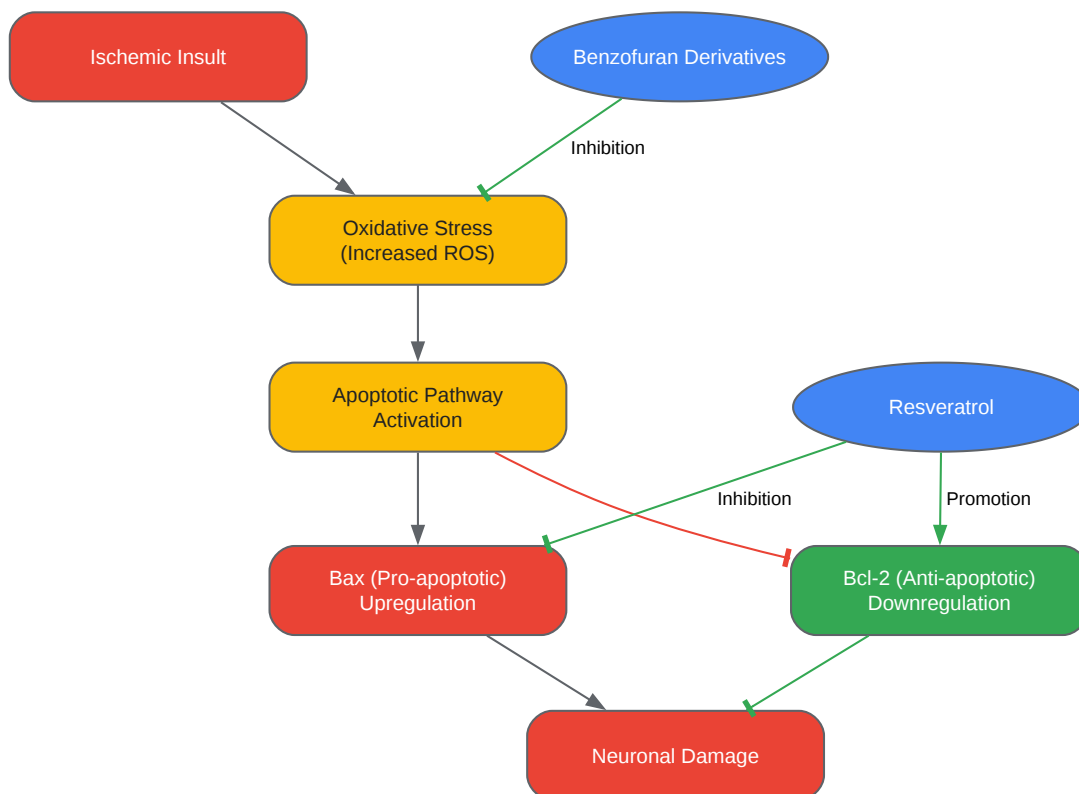 Ischemic Insult
Benzofuran Derivatives
Inhibition
Oxidative Stress
(Increased ROS)
Apoptotic Pathway
Activation
Resveratrol
Inhibition
Promotion
Bax (Pro-apoptotic)
Upregulation
Bcl-2 (Anti-apoptotic)
Downregulation
Neuronal Damage